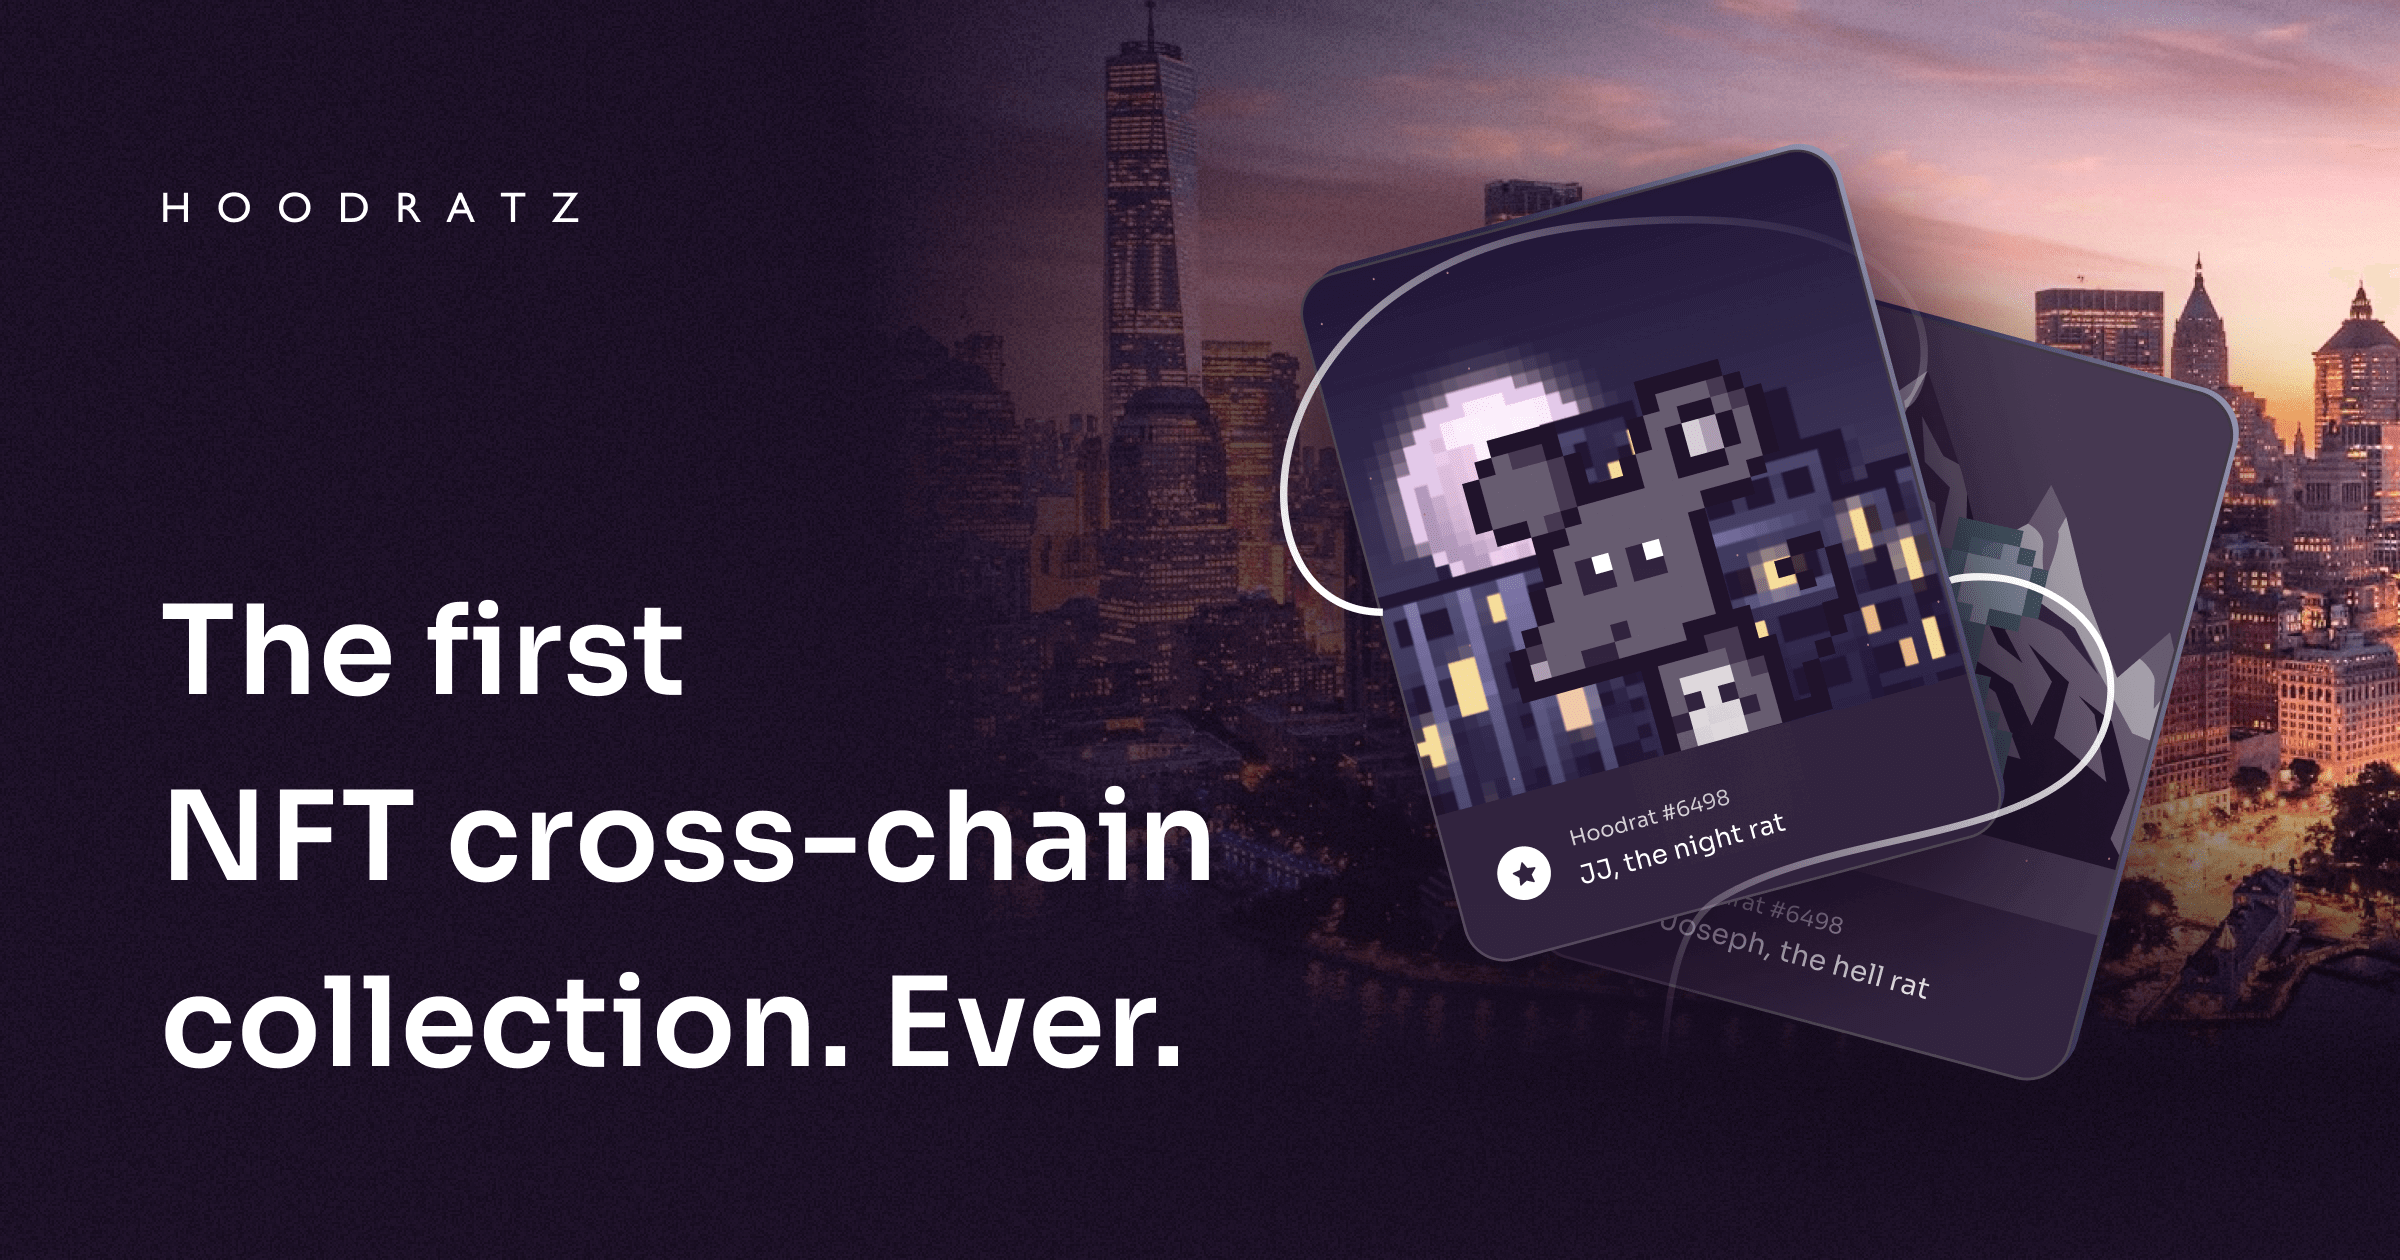 HOODRATZ
The first
NFT cross-chain
collection. Ever.
Hoodrat #6498
JJ, the night rat
rat #6498
Joseph, the hell rat